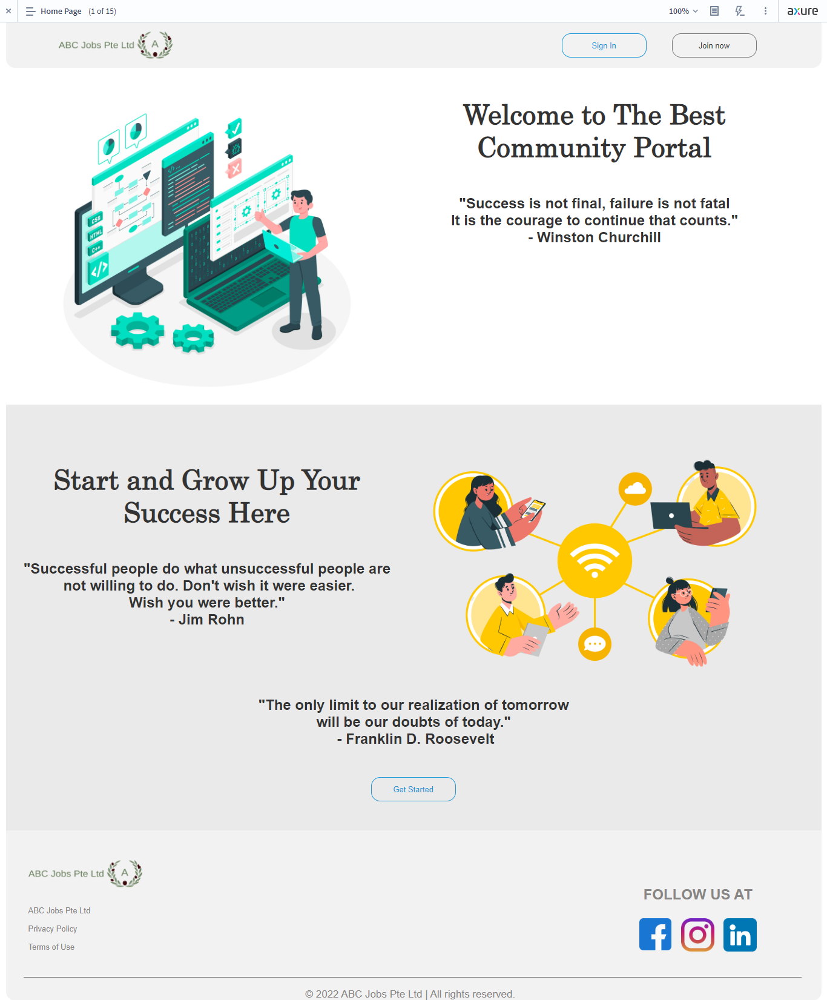 Home Page (1 of 15)
100%
axure
ABC Jobs Pte Ltd
A
Sign In
Join now
Welcome to The Best
Community Portal
CSS
HTML
C++
</>
"Success is not final, failure is not fatal
It is the courage to continue that counts."
- Winston Churchill
Start and Grow Up Your
Success Here
"Successful people do what unsuccessful people are
not willing to do. Don't wish it were easier.
Wish you were better."
- Jim Rohn
"The only limit to our realization of tomorrow
will be our doubts of today."
- Franklin D. Roosevelt
Get Started
ABC Jobs Pte Ltd
A
ABC Jobs Pte Ltd
Privacy Policy
Terms of Use
FOLLOW US AT
in
© 2022 ABC Jobs Pte Ltd | All rights reserved.